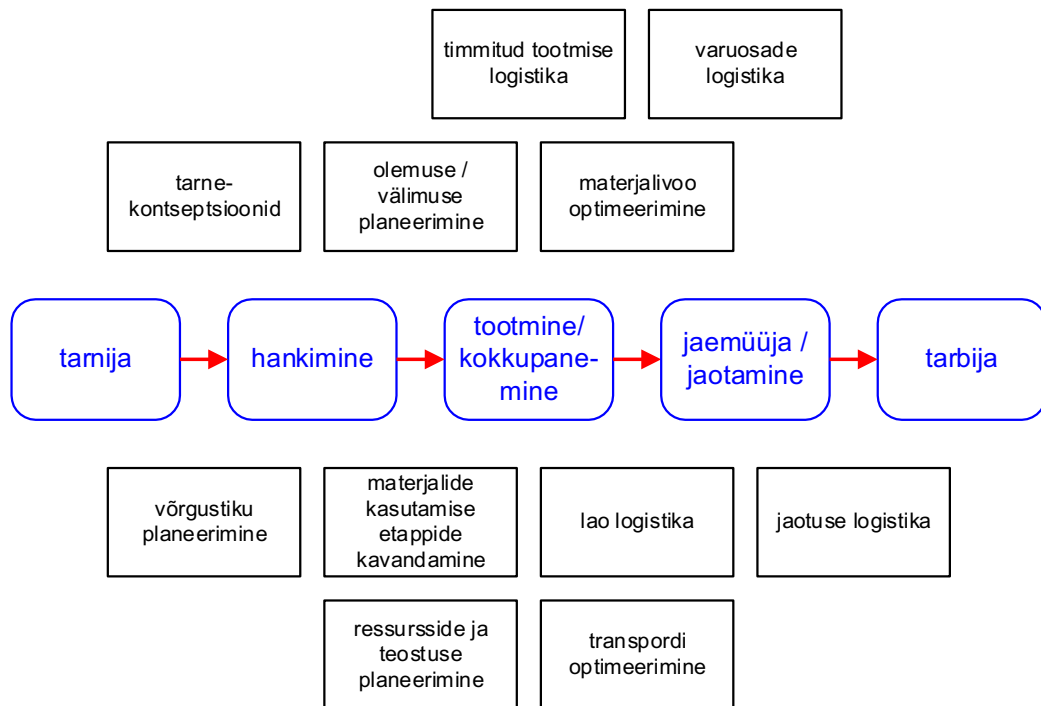 timmitud tootmise
logistika
varuosade
logistika
tarne-
kontseptsioonid
olemuse /
välimuse
planeerimine
materjalivoo
optimeerimine
tarnija
hankimine
tootmine/
kokkupane-
mine
jaemüüja /
jaotamine
tarbija
võrgustiku
planeerimine
materjalide
kasutamise
etappide
kavandamine
lao logistika
jaotuse logistika
ressursside ja
teostuse
planeerimine
transpordi
optimeerimine